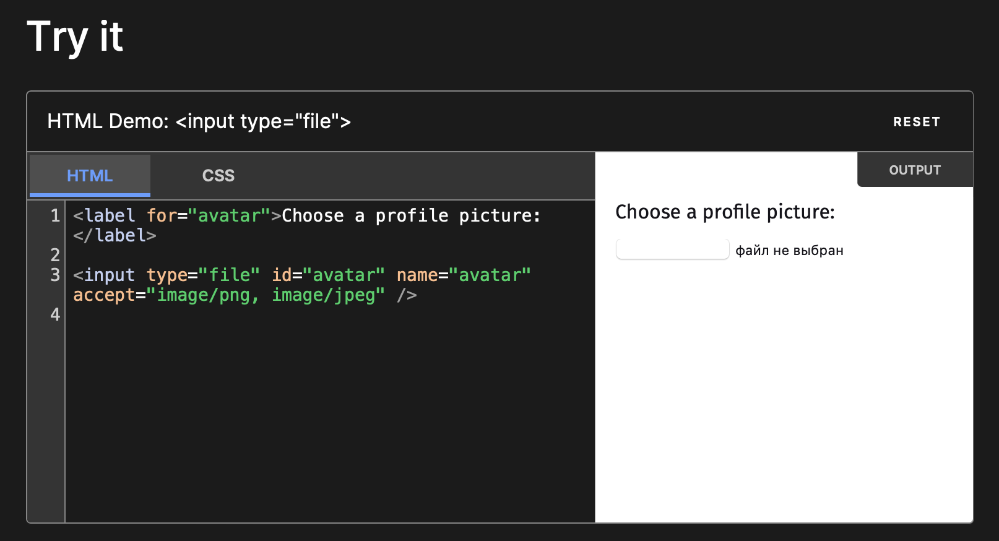 Try it
HTML Demo: <input type="file">
RESET
HTML
CSS
1 <label for="avatar">Choose a profile picture:
</label>
2
3 <input type="file" id="avatar" name="avatar"
accept="image/png, image/jpeg" />
4
OUTPUT
Choose a profile picture:
файл не выбран